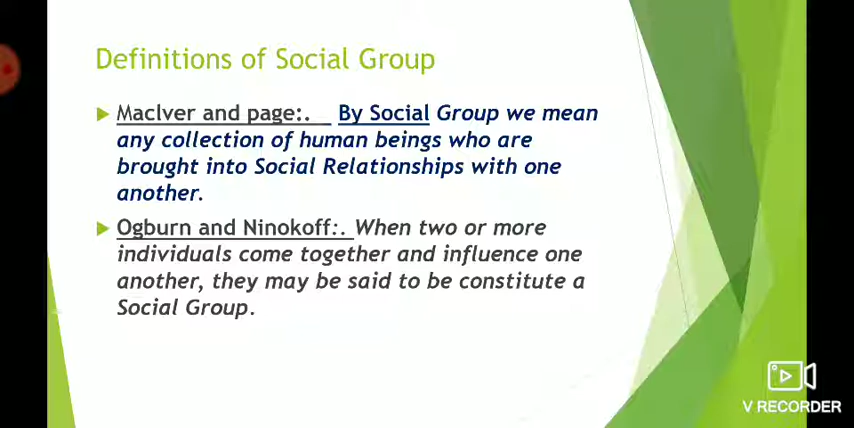 Definitions of Social Group
MacIver and page:. By Social Group we mean
any collection of human beings who are
brought into Social Relationships with one
another.
Ogburn and Ninokoff:. When two or more
individuals come together and influence one
another, they may be said to be constitute a
Social Group.
V RECORDER